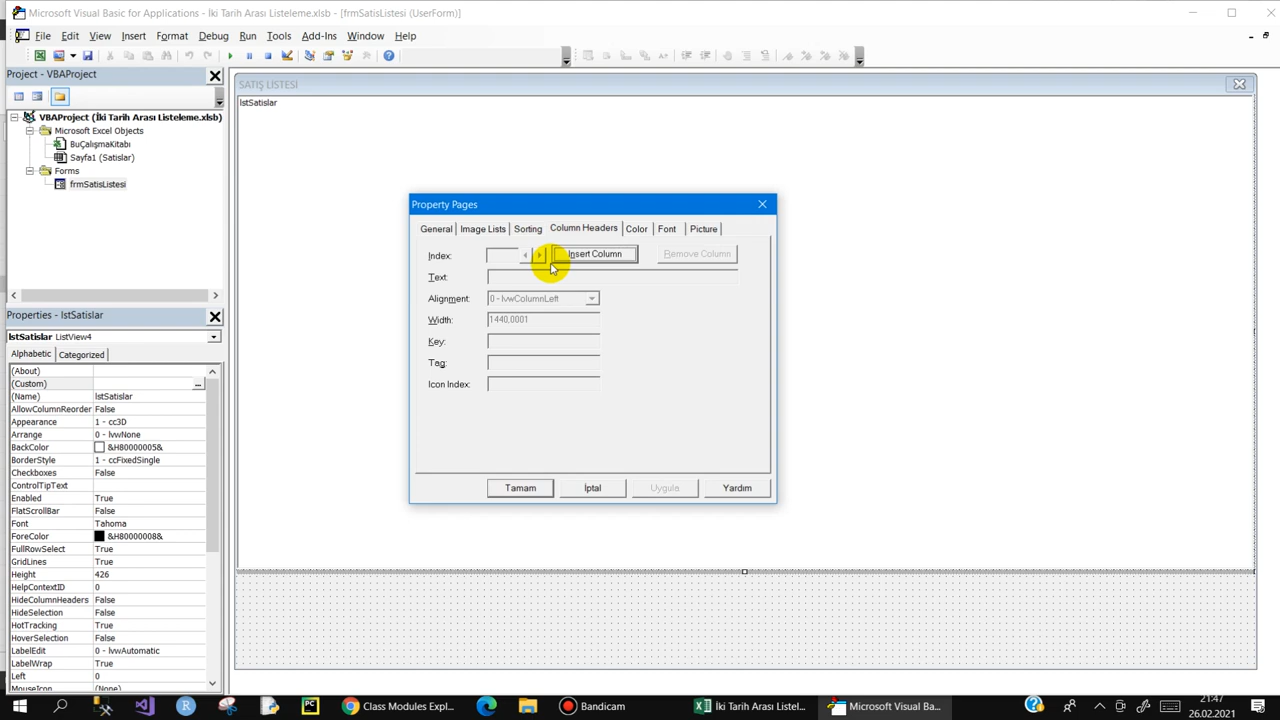 Microsoft Visual Basic for Applications - İki Tarih Arası Listeleme.xlsb - [frmSatisListesi (UserForm)]
File Edit View Insert Format Debug Run Tools Add-Ins Window Help
Project - VBAProject
VBAProject (İki Tarih Arası Listeleme.xlsb)
Microsoft Excel Objects
BuÇalışmaKitabı
Sayfa1 (Satislar)
Forms
frmSatisListesi
Properties - lstSatislar
lstSatislar ListView4
Alphabetic Categorized
(About)
(Custom) ...
(Name) lstSatislar
AllowColumnReorder False
Appearance 1 - cc3D
Arrange 0 - lvwNone
BackColor &H80000005&
BorderStyle 1 - ccFixedSingle
Checkboxes False
ControlTipText
Enabled True
FlatScrollBar False
Font Tahoma
ForeColor &H80000008&
FullRowSelect True
GridLines True
Height 426
HelpContextID 0
HideColumnHeaders False
HideSelection False
HotTracking True
HoverSelection False
LabelEdit 0 - lvwAutomatic
LabelWrap True
Left 0
MouseIcon (None)
SATIŞ LİSTESİ
lstSatislar
Property Pages
General Image Lists Sorting Column Headers Color Font Picture
Index: Insert Column Remove Column
Text:
Alignment: 0 - lvwColumnLeft
Width: 1440,0001
Key:
Tag:
Icon Index:
Tamam İptal Uygula Yardım
Class Modules Expl... Bandicam İki Tarih Arası Listele... Microsoft Visual Ba...
21:47
26.02.2021